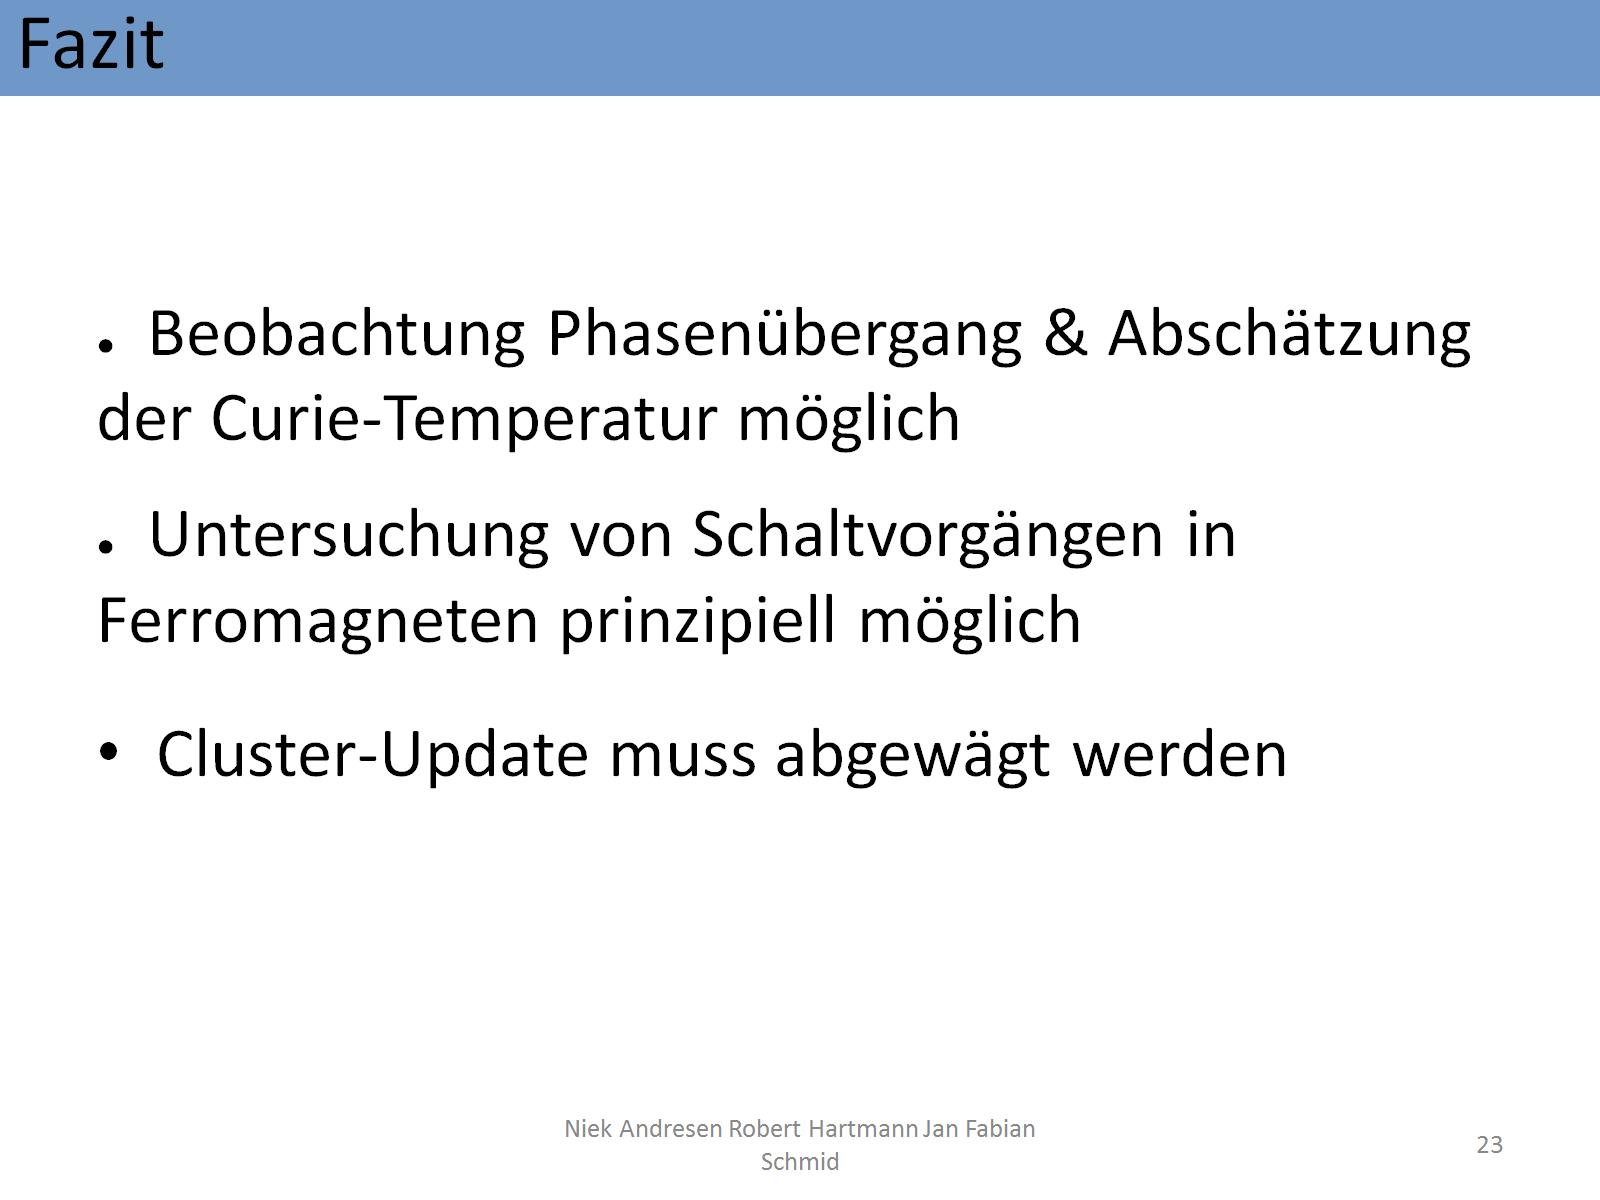 Fazit
• Beobachtung Phasenübergang & Abschätzung
der Curie-Temperatur möglich
• Untersuchung von Schaltvorgängen in
Ferromagneten prinzipiell möglich
• Cluster-Update muss abgewägt werden
Niek Andresen Robert Hartmann Jan Fabian
Schmid
23